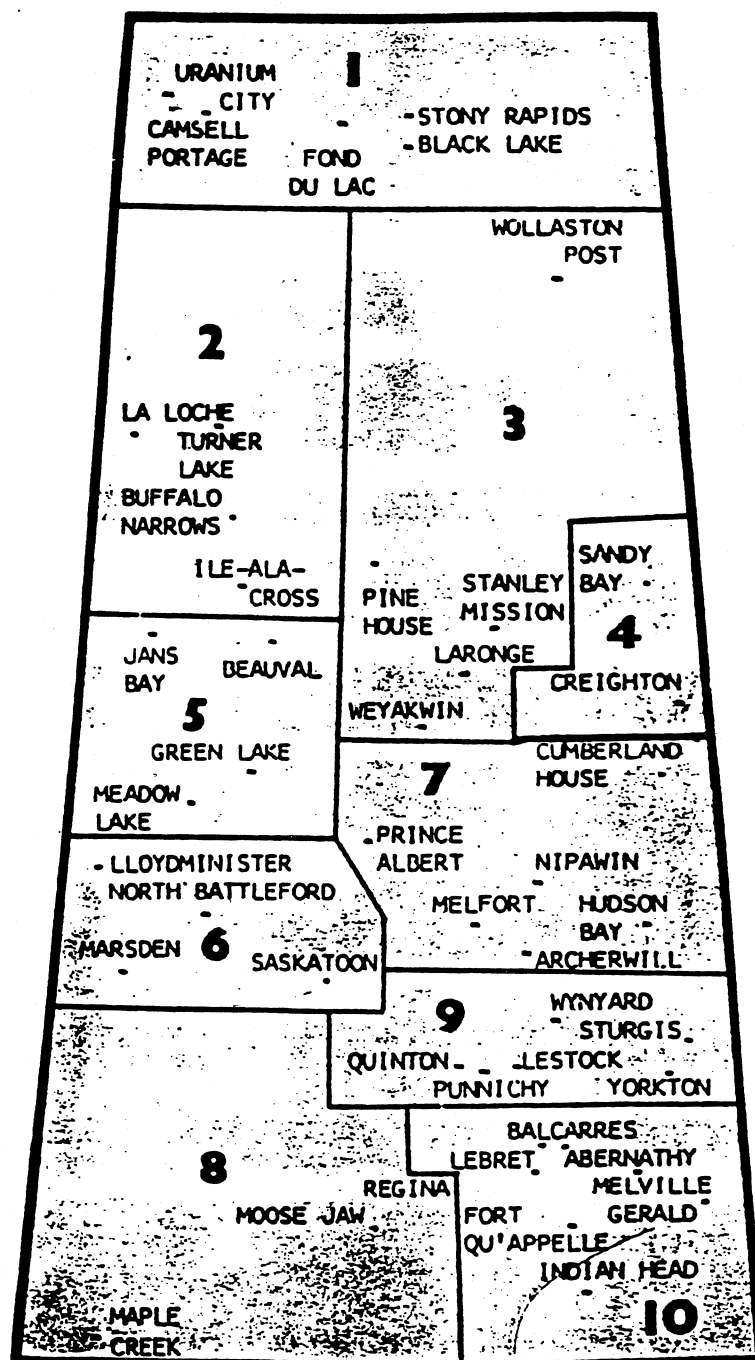 1
URANIUM
CITY
CAMSELL
PORTAGE
FOND
DU LAC
STONY RAPIDS
BLACK LAKE
WOLLASTON
POST
2
LA LOCHE
TURNER
LAKE
BUFFALO
NARROWS
ILE-ALA-
CROSS
3
PINE
HOUSE
STANLEY
MISSION
LARONGE
WEYAKWIN
SANDY
BAY
4
CREIGHTON
JANS
BAY
BEAUVAL
5
GREEN LAKE
MEADOW
LAKE
CUMBERLAND
HOUSE
7
PRINCE
ALBERT
NIPAWIN
MELFORT
HUDSON
BAY
ARCHERWILL
LLOYDMINISTER
NORTH BATTLEFORD
MARSDEN
6
SASKATOON
9
WYNYARD
STURGIS
QUINTON
LESTOCK
PUNNICHY
YORKTON
8
REGINA
MOOSE JAW
MAPLE
CREEK
BALCARRES
LEBRET
ABERNATHY
MELVILLE
FORT
QU'APPELLE
GERALD
INDIAN HEAD
10